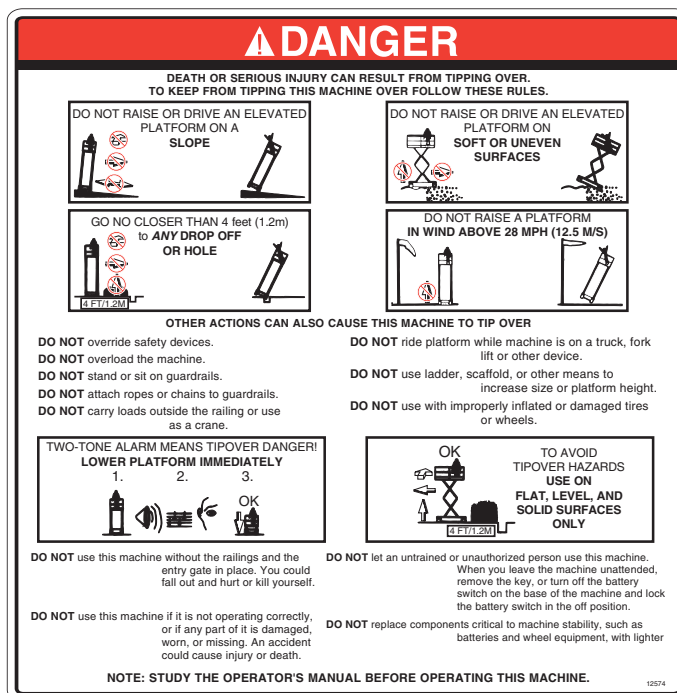 DANGER
DEATH OR SERIOUS INJURY CAN RESULT FROM TIPPING OVER.
TO KEEP FROM TIPPING THIS MACHINE OVER FOLLOW THESE RULES.
DO NOT RAISE OR DRIVE AN ELEVATED
PLATFORM ON A
SLOPE
DO NOT RAISE OR DRIVE AN ELEVATED
PLATFORM ON
SOFT OR UNEVEN
SURFACES
GO NO CLOSER THAN 4 feet (1.2m)
to ANY DROP OFF
OR HOLE
4 FT/1.2M
DO NOT RAISE A PLATFORM
IN WIND ABOVE 28 MPH (12.5 M/S)
OTHER ACTIONS CAN ALSO CAUSE THIS MACHINE TO TIP OVER
DO NOT override safety devices.
DO NOT overload the machine.
DO NOT stand or sit on guardrails.
DO NOT attach ropes or chains to guardrails.
DO NOT carry loads outside the railing or use
as a crane.
DO NOT ride platform while machine is on a truck, fork
lift or other device.
DO NOT use ladder, scaffold, or other means to
increase size or platform height.
DO NOT use with improperly inflated or damaged tires
or wheels.
TWO-TONE ALARM MEANS TIPOVER DANGER!
LOWER PLATFORM IMMEDIATELY
1. 2. 3.
OK
OK
TO AVOID
TIPOVER HAZARDS
USE ON
FLAT, LEVEL, AND
SOLID SURFACES
ONLY
4 FT/1.2M
DO NOT use this machine without the railings and the
entry gate in place. You could
fall out and hurt or kill yourself.
DO NOT use this machine if it is not operating correctly,
or if any part of it is damaged,
worn, or missing. An accident
could cause injury or death.
DO NOT let an untrained or unauthorized person use this machine.
When you leave the machine unattended,
remove the key, or turn off the battery
switch on the base of the machine and lock
the battery switch in the off position.
DO NOT replace components critical to machine stability, such as
batteries and wheel equipment, with lighter
NOTE: STUDY THE OPERATOR'S MANUAL BEFORE OPERATING THIS MACHINE.
12574